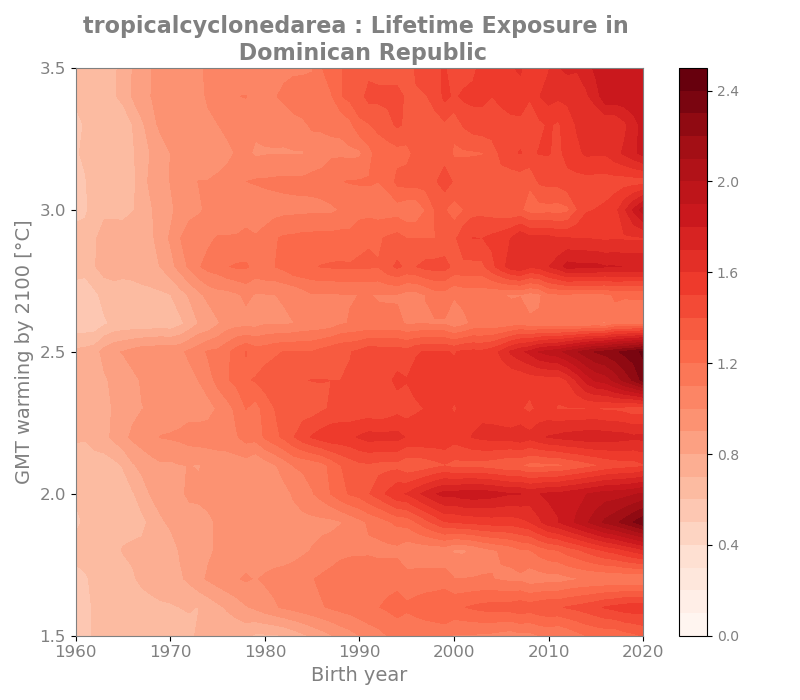 tropicalcyclonedarea : Lifetime Exposure in
Dominican Republic
GMT warming by 2100 [°C]
3.5
3.0
2.5
2.0
1.5
1960 1970 1980 1990 2000 2010 2020
Birth year
2.4
2.0
1.6
1.2
0.8
0.4
0.0